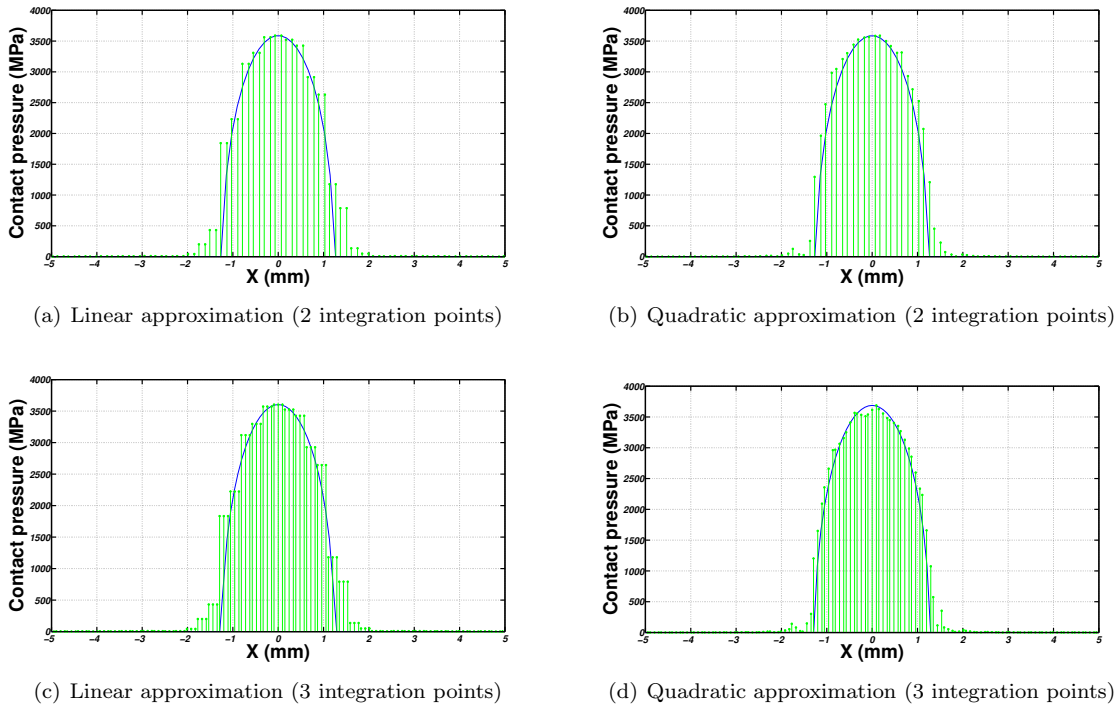 4000
3500
3000
2500
2000
1500
1000
500
0
Contact pressure (MPa)
−5 −4 −3 −2 −1 0 1 2 3 4 5
X (mm)
(a) Linear approximation (2 integration points)
4000
3500
3000
2500
2000
1500
1000
500
0
Contact pressure (MPa)
−5 −4 −3 −2 −1 0 1 2 3 4 5
X (mm)
(b) Quadratic approximation (2 integration points)
4000
3500
3000
2500
2000
1500
1000
500
0
Contact pressure (MPa)
−5 −4 −3 −2 −1 0 1 2 3 4 5
X (mm)
(c) Linear approximation (3 integration points)
4000
3500
3000
2500
2000
1500
1000
500
0
Contact pressure (MPa)
−5 −4 −3 −2 −1 0 1 2 3 4 5
X (mm)
(d) Quadratic approximation (3 integration points)